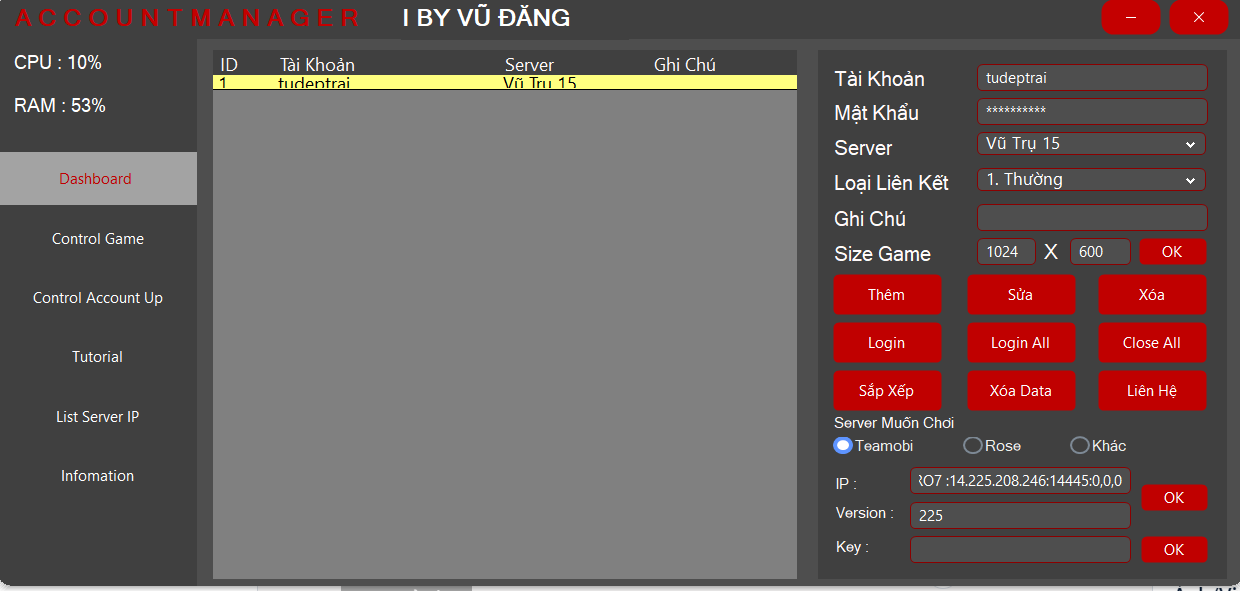 ACCOUNTMANAGER I BY VŨ ĐĂNG
CPU : 10%
RAM : 53%
Dashboard
Control Game
Control Account Up
Tutorial
List Server IP
Infomation
ID Tài Khoản Server Ghi Chú
1 tudeptrai Vũ Trụ 15
Tài Khoản tudeptrai
Mật Khẩu **********
Server Vũ Trụ 15
Loại Liên Kết 1. Thường
Ghi Chú
Size Game 1024 X 600 OK
Thêm Sửa Xóa
Login Login All Close All
Sắp Xếp Xóa Data Liên Hệ
Server Muốn Chơi
Teamobi Rose Khác
IP : RO7 :14.225.208.246:14445:0,0,0 OK
Version : 225
Key : OK